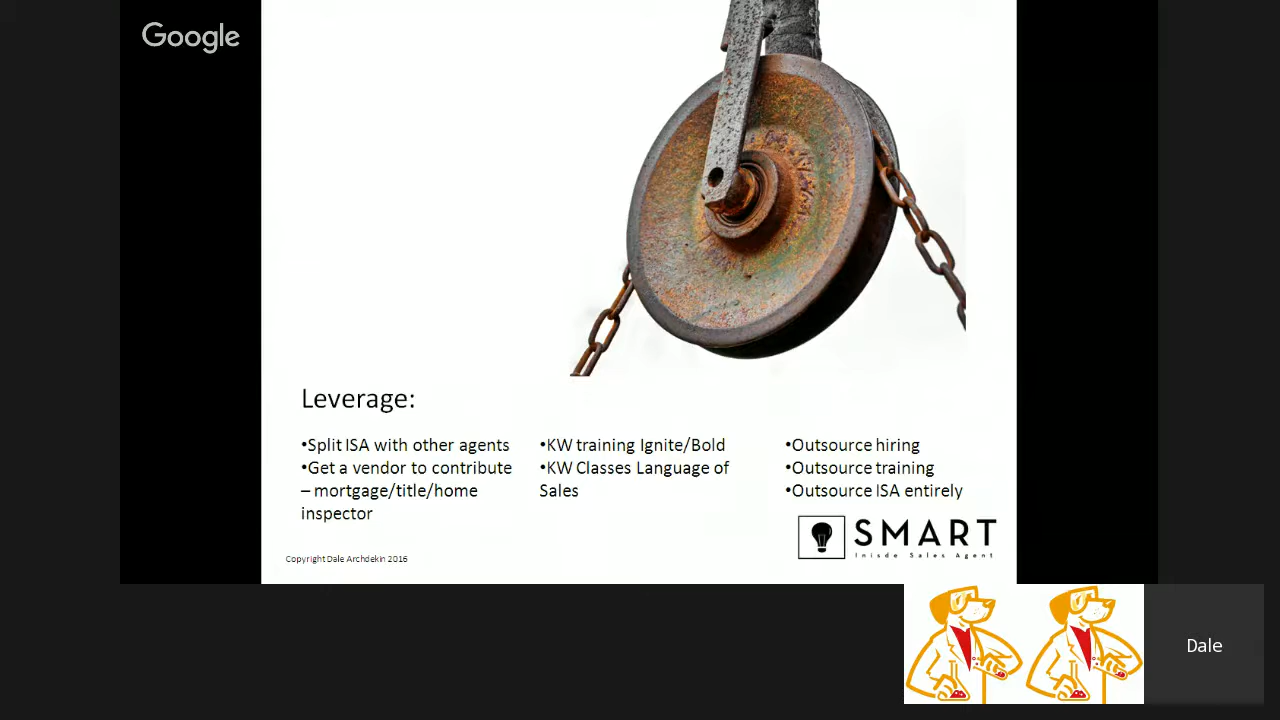 Google
Leverage:
•Split ISA with other agents
•Get a vendor to contribute
– mortgage/title/home
inspector
•KW training Ignite/Bold
•KW Classes Language of
Sales
•Outsource hiring
•Outsource training
•Outsource ISA entirely
SMART
Inisde Sales Agent
Copyright Dale Archdekin 2016
Dale